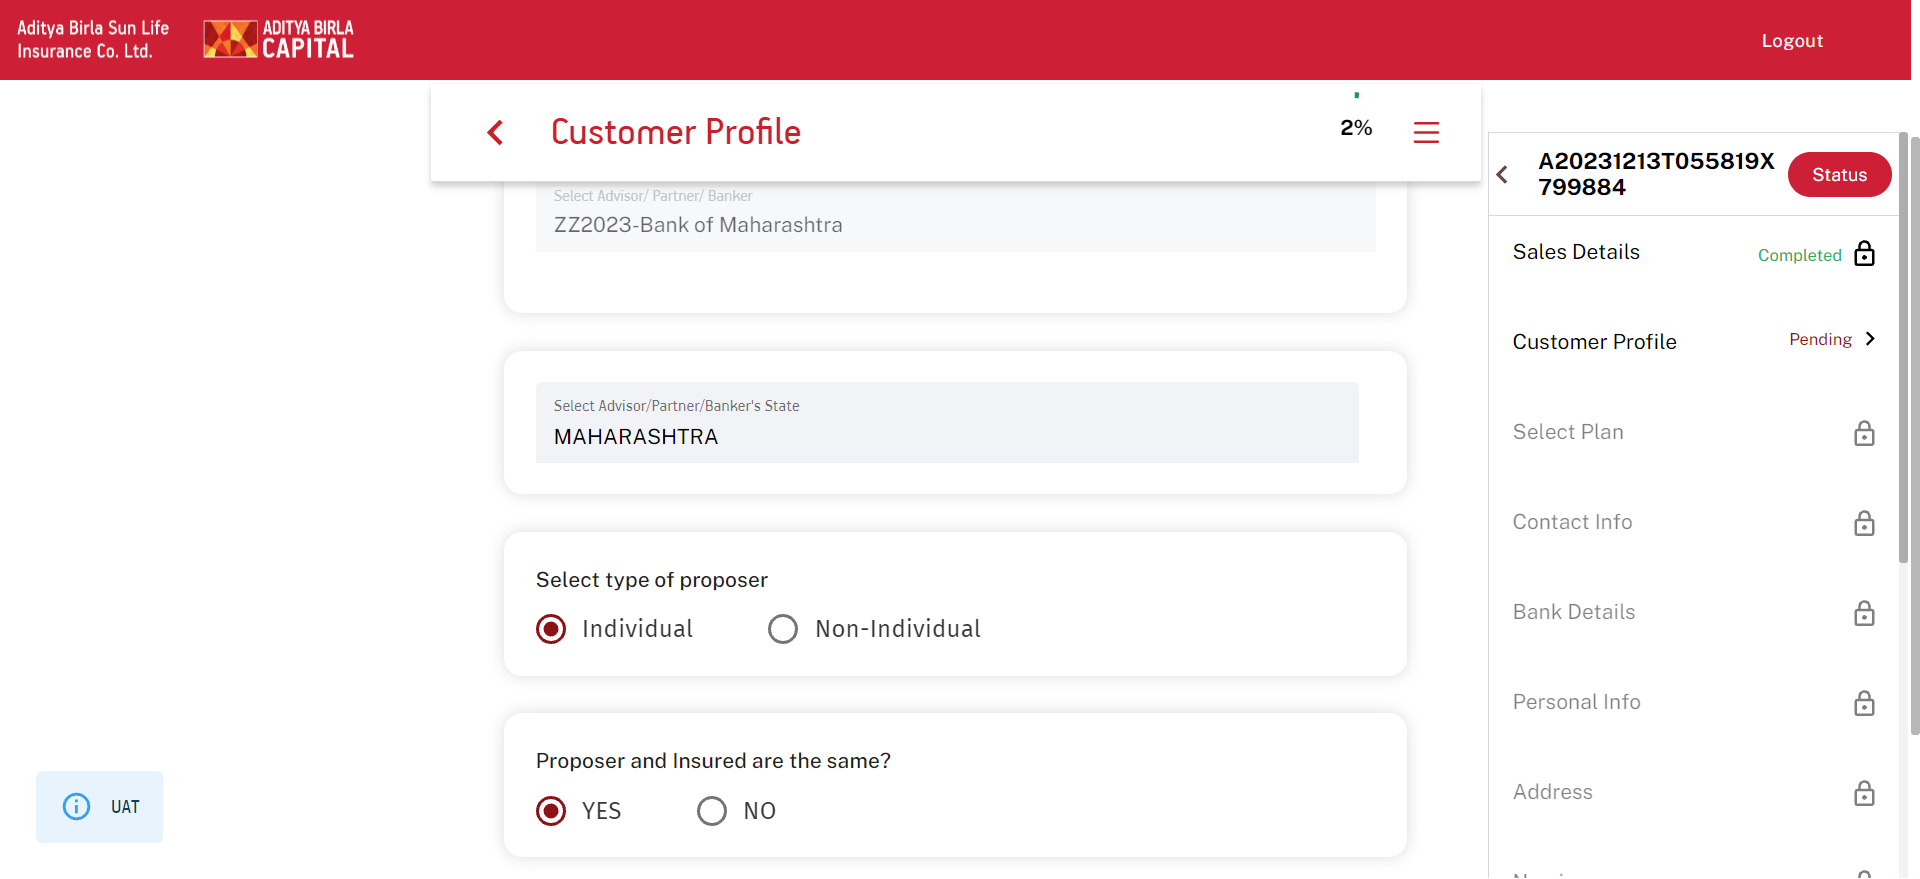 Aditya Birla Sun Life
Insurance Co. Ltd.
ADITYA BIRLA
CAPITAL
Logout
Customer Profile
2%
Select Advisor/ Partner/ Banker
ZZ2023-Bank of Maharashtra
Select Advisor/Partner/Banker's State
MAHARASHTRA
Select type of proposer
Individual
Non-Individual
Proposer and Insured are the same?
YES
NO
UAT
A20231213T055819X
799884
Status
Sales Details
Completed
Customer Profile
Pending
Select Plan
Contact Info
Bank Details
Personal Info
Address